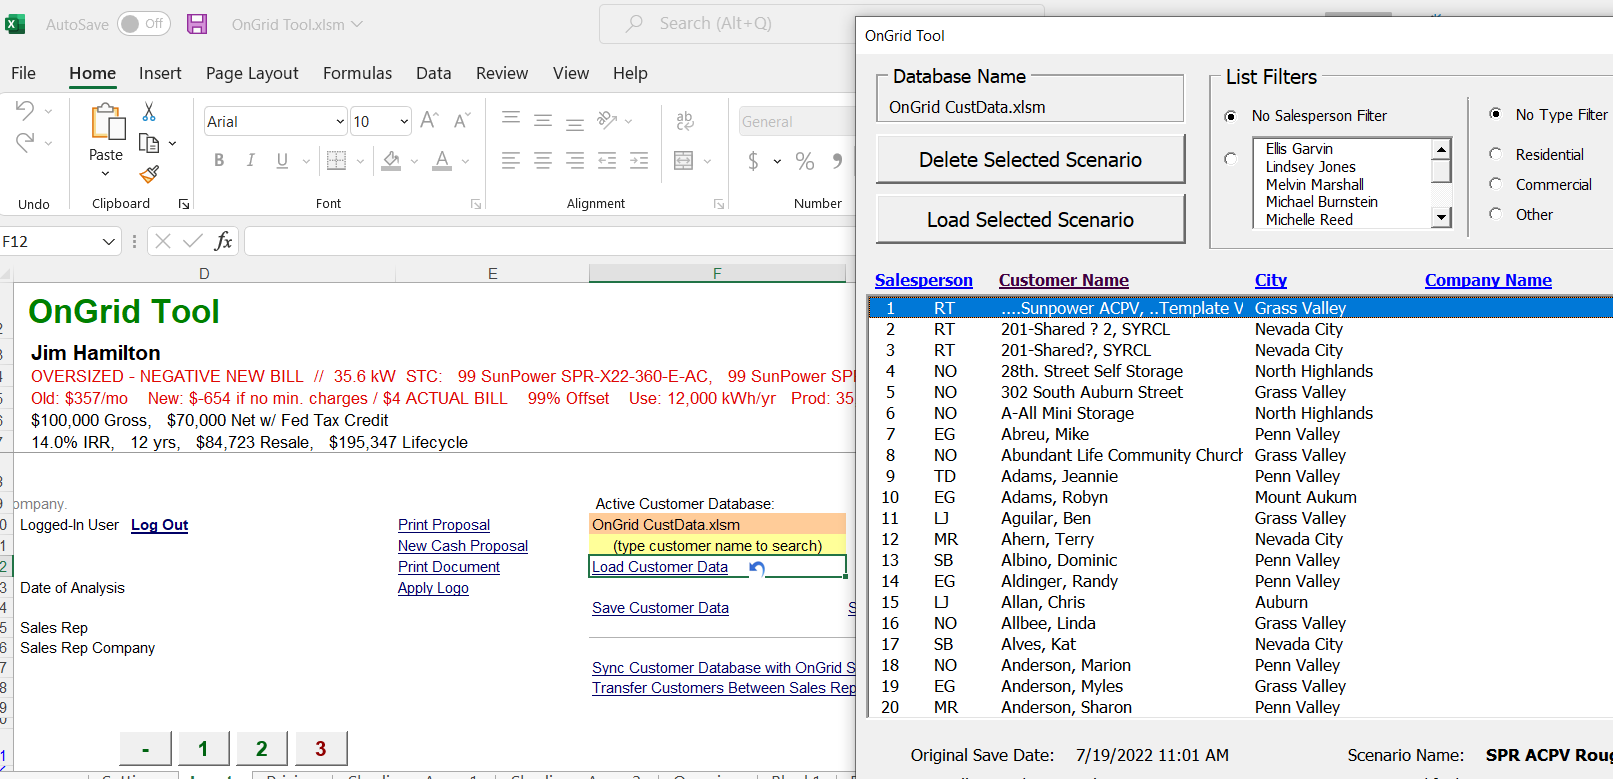 AutoSave Off OnGrid Tool.xlsm Search (Alt+Q)
File Home Insert Page Layout Formulas Data Review View Help
Arial 10 ab General
Paste B I U A $ % 9
Undo Clipboard Font Alignment Number
F12 fx
D E F
OnGrid Tool
Jim Hamilton
OVERSIZED - NEGATIVE NEW BILL // 35.6 kW STC: 99 SunPower SPR-X22-360-E-AC, 99 SunPower SPI
Old: $357/mo New: $-654 if no min. charges / $4 ACTUAL BILL 99% Offset Use: 12,000 kWh/yr Prod: 35,
$100,000 Gross, $70,000 Net w/ Fed Tax Credit
14.0% IRR, 12 yrs, $84,723 Resale, $195,347 Lifecycle
ompany. Active Customer Database:
Logged-In User Log Out Print Proposal OnGrid CustData.xlsm
New Cash Proposal (type customer name to search)
Print Document Load Customer Data
Date of Analysis Apply Logo
Save Customer Data S
Sales Rep
Sales Rep Company
Sync Customer Database with OnGrid S
Transfer Customers Between Sales Rep
- 1 2 3
OnGrid Tool
Database Name
OnGrid CustData.xlsm
Delete Selected Scenario
Load Selected Scenario
List Filters
No Salesperson Filter
Ellis Garvin
Lindsey Jones
Melvin Marshall
Michael Burnstein
Michelle Reed
No Type Filter
Residential
Commercial
Other
Salesperson Customer Name City Company Name
1 RT ....Sunpower ACPV, ..Template V Grass Valley
2 RT 201-Shared ? 2, SYRCL Nevada City
3 RT 201-Shared?, SYRCL Nevada City
4 NO 28th. Street Self Storage North Highlands
5 NO 302 South Auburn Street Grass Valley
6 NO A-All Mini Storage North Highlands
7 EG Abreu, Mike Penn Valley
8 NO Abundant Life Community Church Grass Valley
9 TD Adams, Jeannie Penn Valley
10 EG Adams, Robyn Mount Aukum
11 LJ Aguilar, Ben Grass Valley
12 MR Ahern, Terry Nevada City
13 SB Albino, Dominic Penn Valley
14 EG Aldinger, Randy Penn Valley
15 LJ Allan, Chris Auburn
16 NO Allbee, Linda Grass Valley
17 SB Alves, Kat Nevada City
18 NO Anderson, Marion Penn Valley
19 EG Anderson, Myles Grass Valley
20 MR Anderson, Sharon Penn Valley
Original Save Date: 7/19/2022 11:01 AM Scenario Name: SPR ACPV Roug